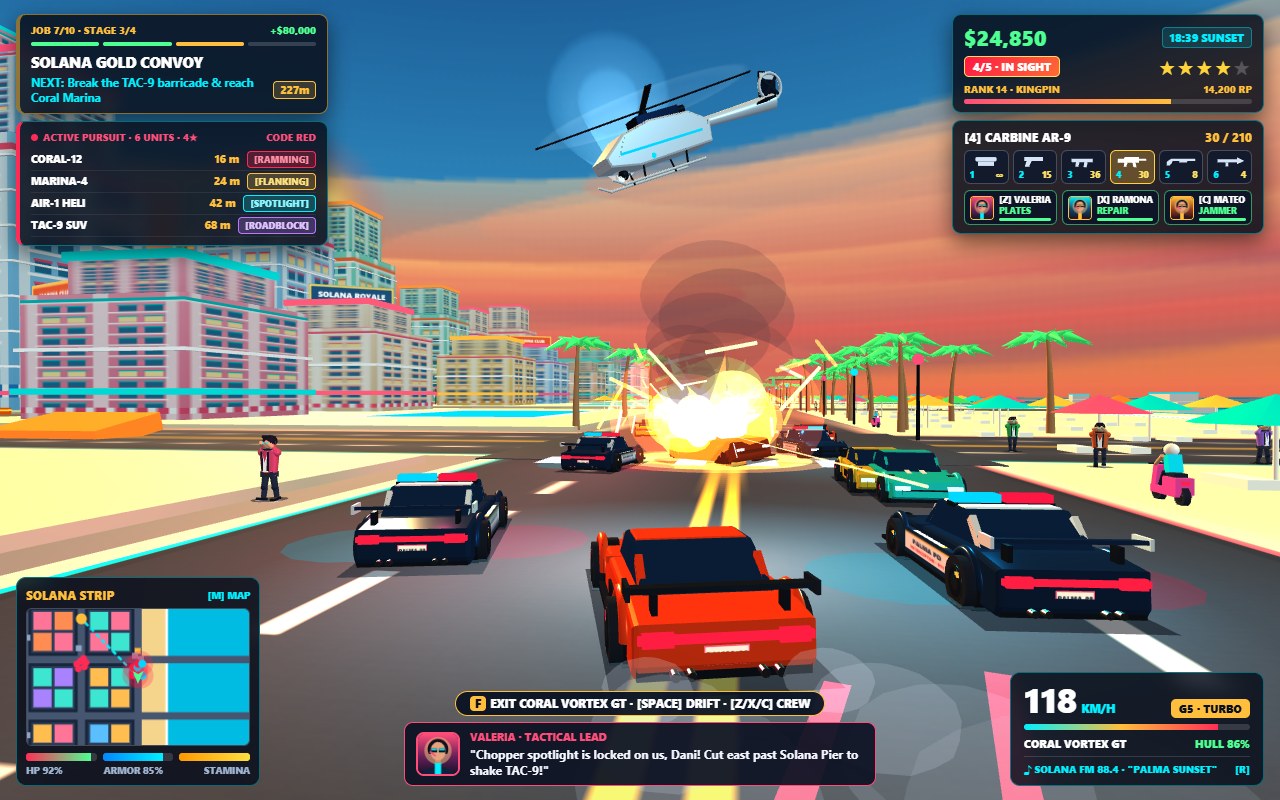 JOB 7/10 · STAGE 3/4
+$80,000
SOLANA GOLD CONVOY
NEXT: Break the TAC-9 barricade & reach
Coral Marina
227m
ACTIVE PURSUIT · 6 UNITS · 4★
CODE RED
CORAL-12
16 m
[RAMMING]
MARINA-4
24 m
[FLANKING]
AIR-1 HELI
42 m
[SPOTLIGHT]
TAC-9 SUV
68 m
[ROADBLOCK]
$24,850
18:39 SUNSET
4/5 · IN SIGHT
★★★★★
RANK 14 · KINGPIN
14,200 RP
[4] CARBINE AR-9
30 / 210
1 ∞
2 15
3 36
4 30
5 8
6 4
[Z] VALERIA
PLATES
[X] RAMONA
REPAIR
[C] MATEO
JAMMER
SOLANA ROYALE
PALMA PD
SOLANA STRIP
[M] MAP
HP 92%
ARMOR 85%
STAMINA
F EXIT CORAL VORTEX GT · [SPACE] DRIFT · [Z/X/C] CREW
VALERIA · TACTICAL LEAD
"Chopper spotlight is locked on us, Dani! Cut east past Solana Pier to
shake TAC-9!"
118 KM/H
G5 · TURBO
CORAL VORTEX GT
HULL 86%
♪ SOLANA FM 88.4 · "PALMA SUNSET"
[R]